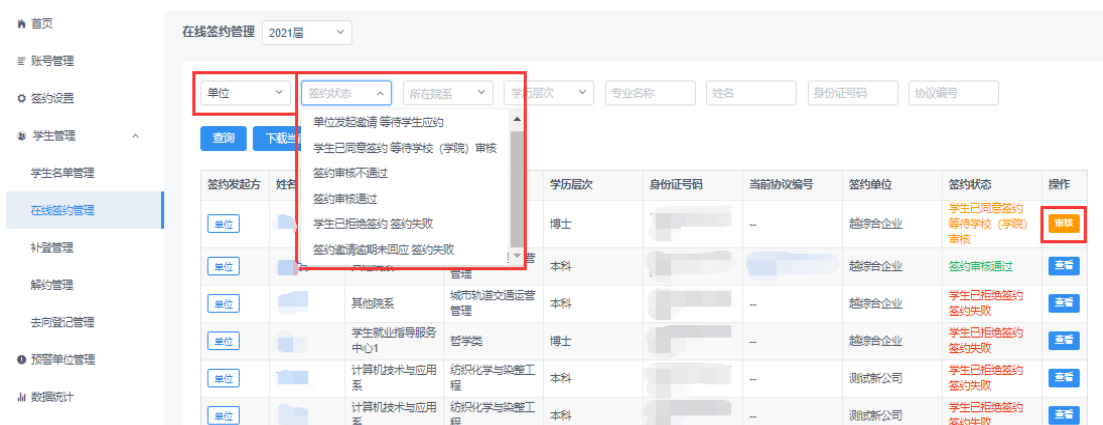 首页
账号管理
签约设置
学生管理
学生名单管理
在线签约管理
补登管理
解约管理
去向登记管理
预警单位管理
数据统计
在线签约管理 2021届
单位 签约状态 所在院系 学历层次 专业名称 姓名 身份证号码 协议编号
单位发起邀请 等待学生应约
学生已同意签约 等待学校（学院）审核
签约审核不通过
签约审核通过
学生已拒绝签约 签约失败
签约邀请逾期未回应 签约失败
查询 下载当
签约发起方 姓名 学历层次 身份证号码 当前协议编号 签约单位 签约状态 操作
单位 博士 -- 越综合企业 学生已同意签约 审核
等待学校（学院）
审核
单位 本科 越综合企业 签约审核通过 查看
管理
单位 其他院系 城市轨道交通运营 本科 -- 越综合企业 学生已拒绝签约 查看
管理 签约失败
单位 学生就业指导服务 哲学类 博士 -- 越综合企业 学生已拒绝签约 查看
中心1 签约失败
单位 计算机技术与应用 纺织化学与染整工 本科 -- 测试新公司 学生已拒绝签约 查看
系 程 签约失败
单位 计算机技术与应用 纺织化学与染整工 本科 -- 测试新公司 学生已拒绝签约 查看
系 程 签约失败